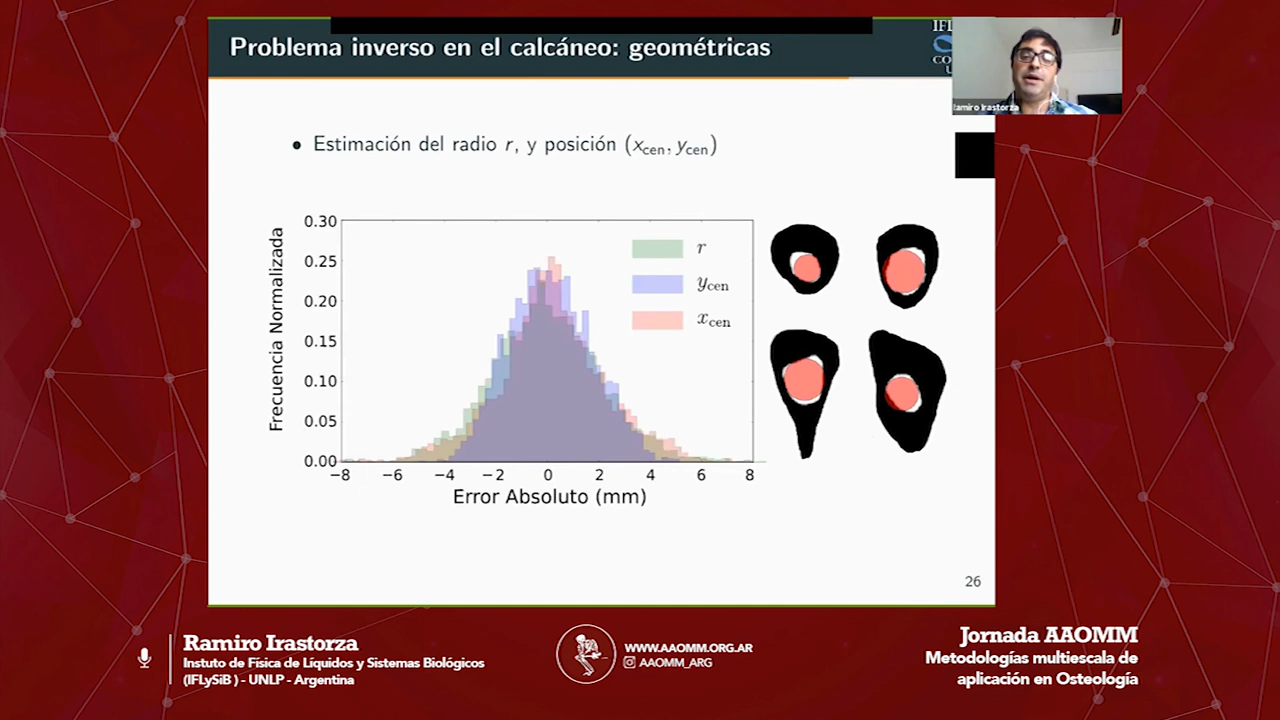 Problema inverso en el calcáneo: geométricas
Ramiro Irastorza
• Estimación del radio r, y posición (xcen, ycen)
0.30
0.25
0.20
0.15
0.10
0.05
0.00
Frecuencia Normalizada
r
ycen
xcen
−8 −6 −4 −2 0 2 4 6 8
Error Absoluto (mm)
26
Ramiro Irastorza
Instuto de Física de Líquidos y Sistemas Biológicos
(IFLySiB ) - UNLP - Argentina
WWW.AAOMM.ORG.AR
AAOMM_ARG
Jornada AAOMM
Metodologías multiescala de
aplicación en Osteología